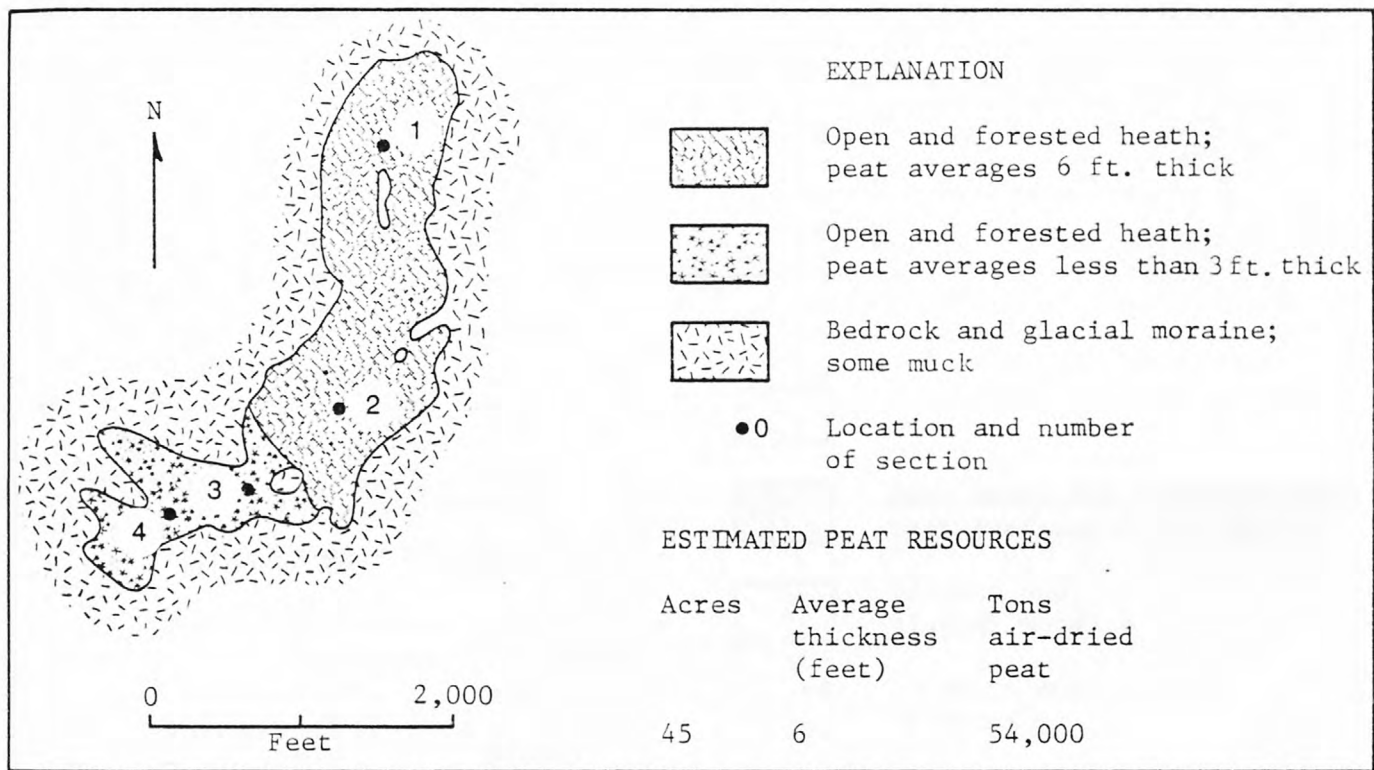 N
1
2
3
4
0 2,000
Feet
EXPLANATION
Open and forested heath;
peat averages 6 ft. thick
Open and forested heath;
peat averages less than 3 ft. thick
Bedrock and glacial moraine;
some muck
0 Location and number
of section
ESTIMATED PEAT RESOURCES
Acres Average Tons
thickness air-dried
(feet) peat
45 6 54,000